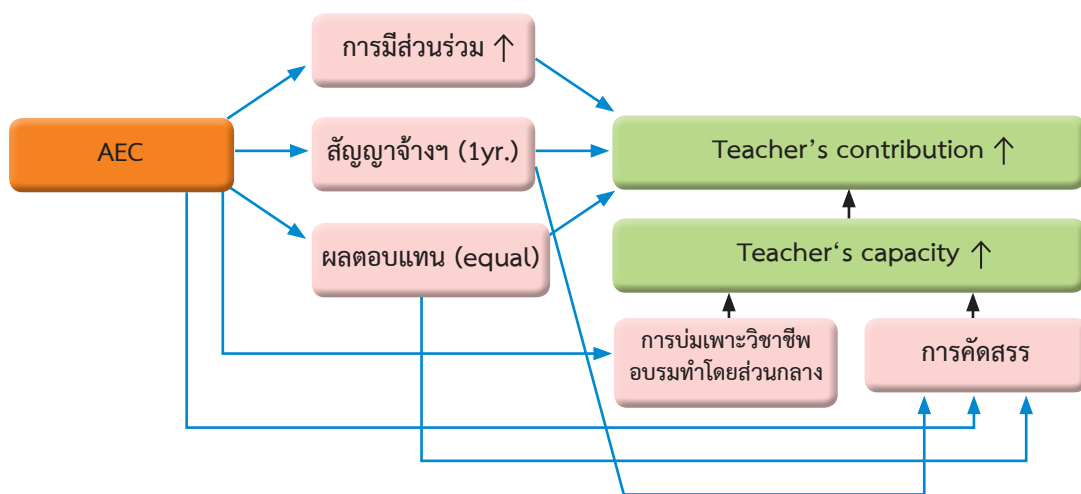 การมีส่วนร่วม ↑
AEC
สัญญาจ้างฯ (1yr.)
Teacher’s contribution ↑
ผลตอบแทน (equal)
Teacher‘s capacity ↑
การบ่มเพาะวิชาชีพ
อบรมทำโดยส่วนกลาง
การคัดสรร